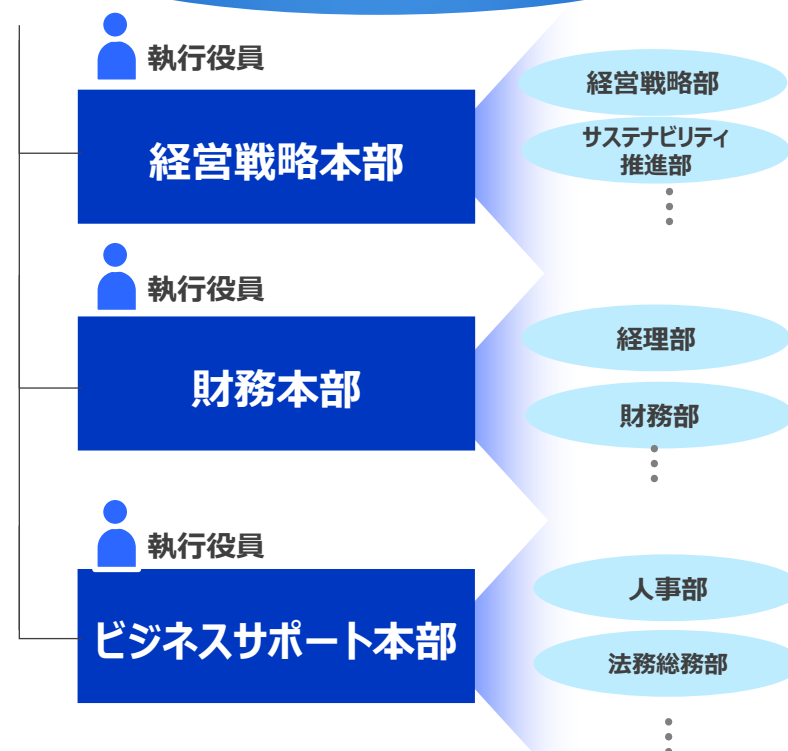 執行役員
経営戦略本部
経営戦略部
サステナビリティ
推進部
執行役員
財務本部
経理部
財務部
執行役員
ビジネスサポート本部
人事部
法務総務部